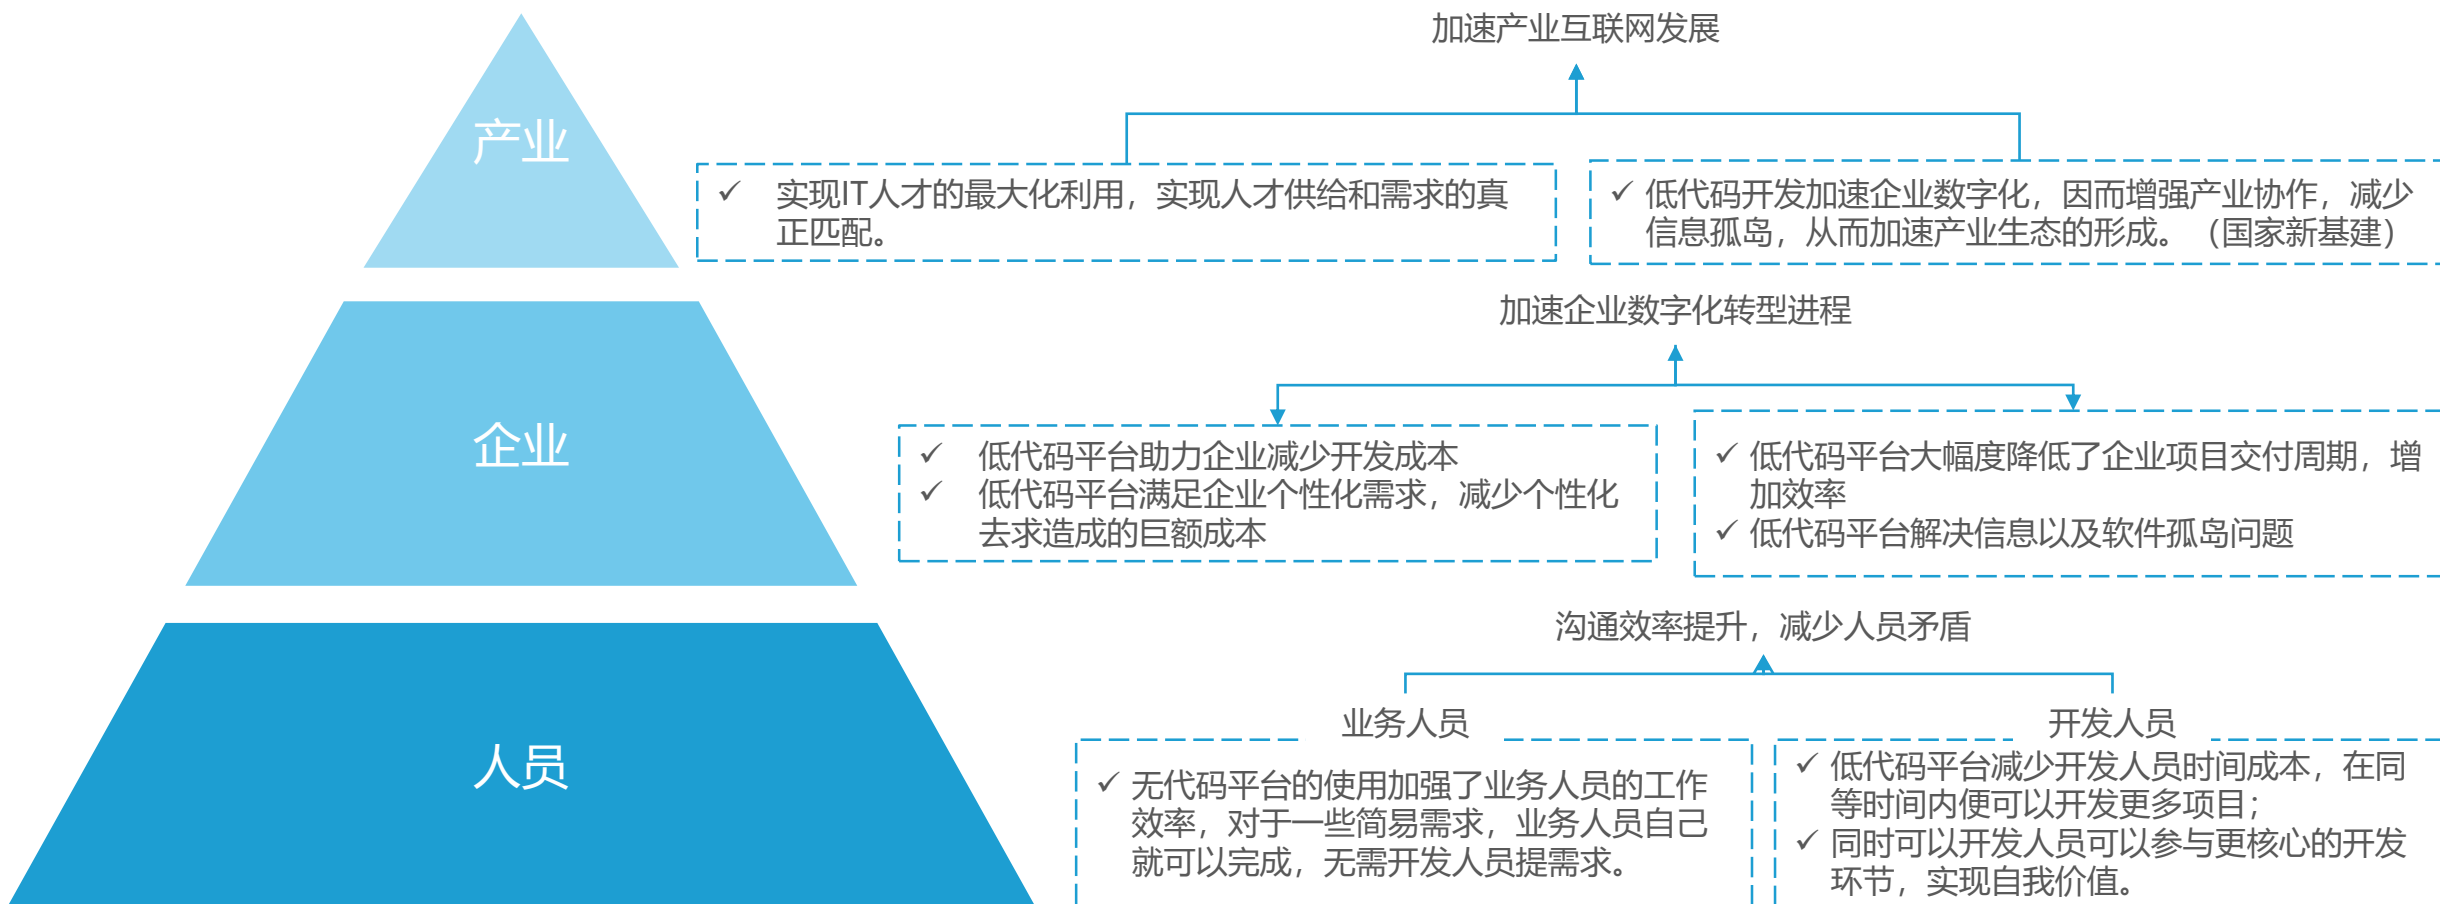 加速产业互联网发展
产业
✓ 实现IT人才的最大化利用，实现人才供给和需求的真
正匹配。
✓ 低代码开发加速企业数字化，因而增强产业协作，减少
信息孤岛，从而加速产业生态的形成。（国家新基建）
加速企业数字化转型进程
企业
✓ 低代码平台助力企业减少开发成本
✓ 低代码平台满足企业个性化需求，减少个性化
去求造成的巨额成本
✓ 低代码平台大幅度降低了企业项目交付周期，增
加效率
✓ 低代码平台解决信息以及软件孤岛问题
沟通效率提升，减少人员矛盾
人员
业务人员
✓ 无代码平台的使用加强了业务人员的工作
效率，对于一些简易需求，业务人员自己
就可以完成，无需开发人员提需求。
开发人员
✓ 低代码平台减少开发人员时间成本，在同
等时间内便可以开发更多项目；
✓ 同时可以开发人员可以参与更核心的开发
环节，实现自我价值。